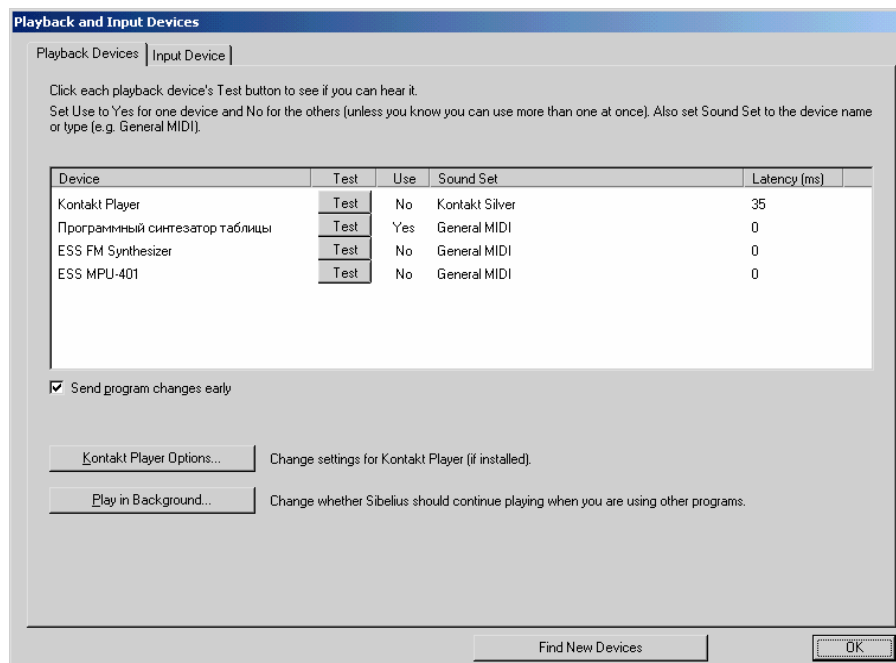 Playback and Input Devices
Playback Devices Input Device
Click each playback device's Test button to see if you can hear it.
Set Use to Yes for one device and No for the others (unless you know you can use more than one at once). Also set Sound Set to the device name
or type (e.g. General MIDI).
Device Test Use Sound Set Latency (ms)
Kontakt Player Test No Kontakt Silver 35
Программный синтезатор таблицы Test Yes General MIDI 0
ESS FM Synthesizer Test No General MIDI 0
ESS MPU-401 Test No General MIDI 0
Send program changes early
Kontakt Player Options... Change settings for Kontakt Player (if installed).
Play in Background... Change whether Sibelius should continue playing when you are using other programs.
Find New Devices OK